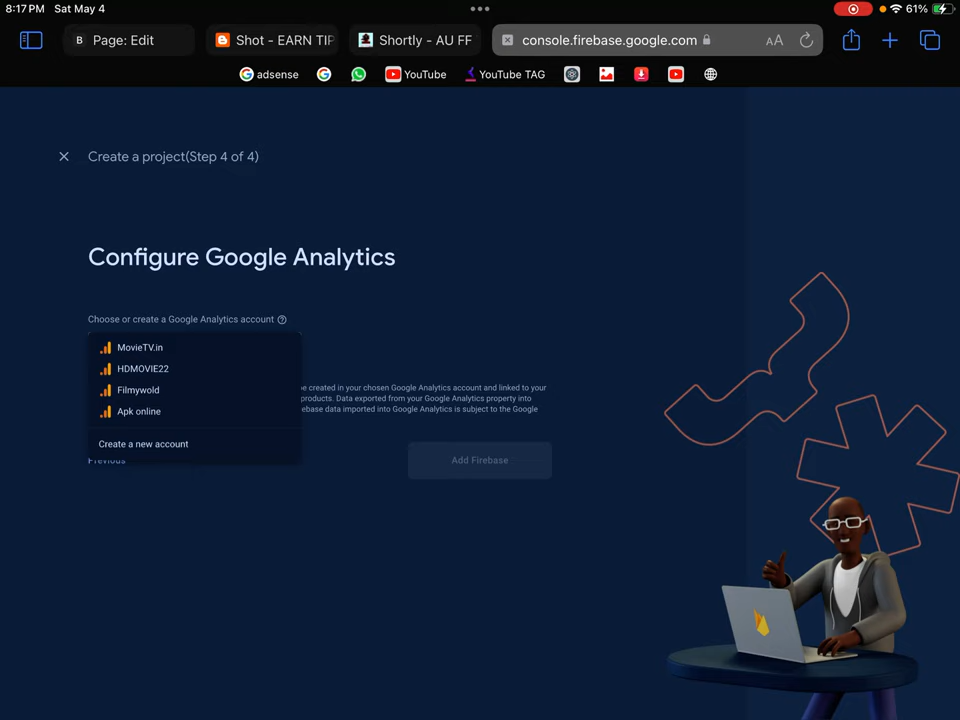 8:17 PM Sat May 4
61%
Page: Edit
Shot - EARN TIP
Shortly - AU FF
console.firebase.google.com
AA
adsense
YouTube
YouTube TAG
Create a project(Step 4 of 4)
Configure Google Analytics
Choose or create a Google Analytics account
MovieTV.in
HDMOVIE22
Filmywold
Apk online
Create a new account
be created in your chosen Google Analytics account and linked to your
products. Data exported from your Google Analytics property into
ebase data imported into Google Analytics is subject to the Google
Previous
Add Firebase